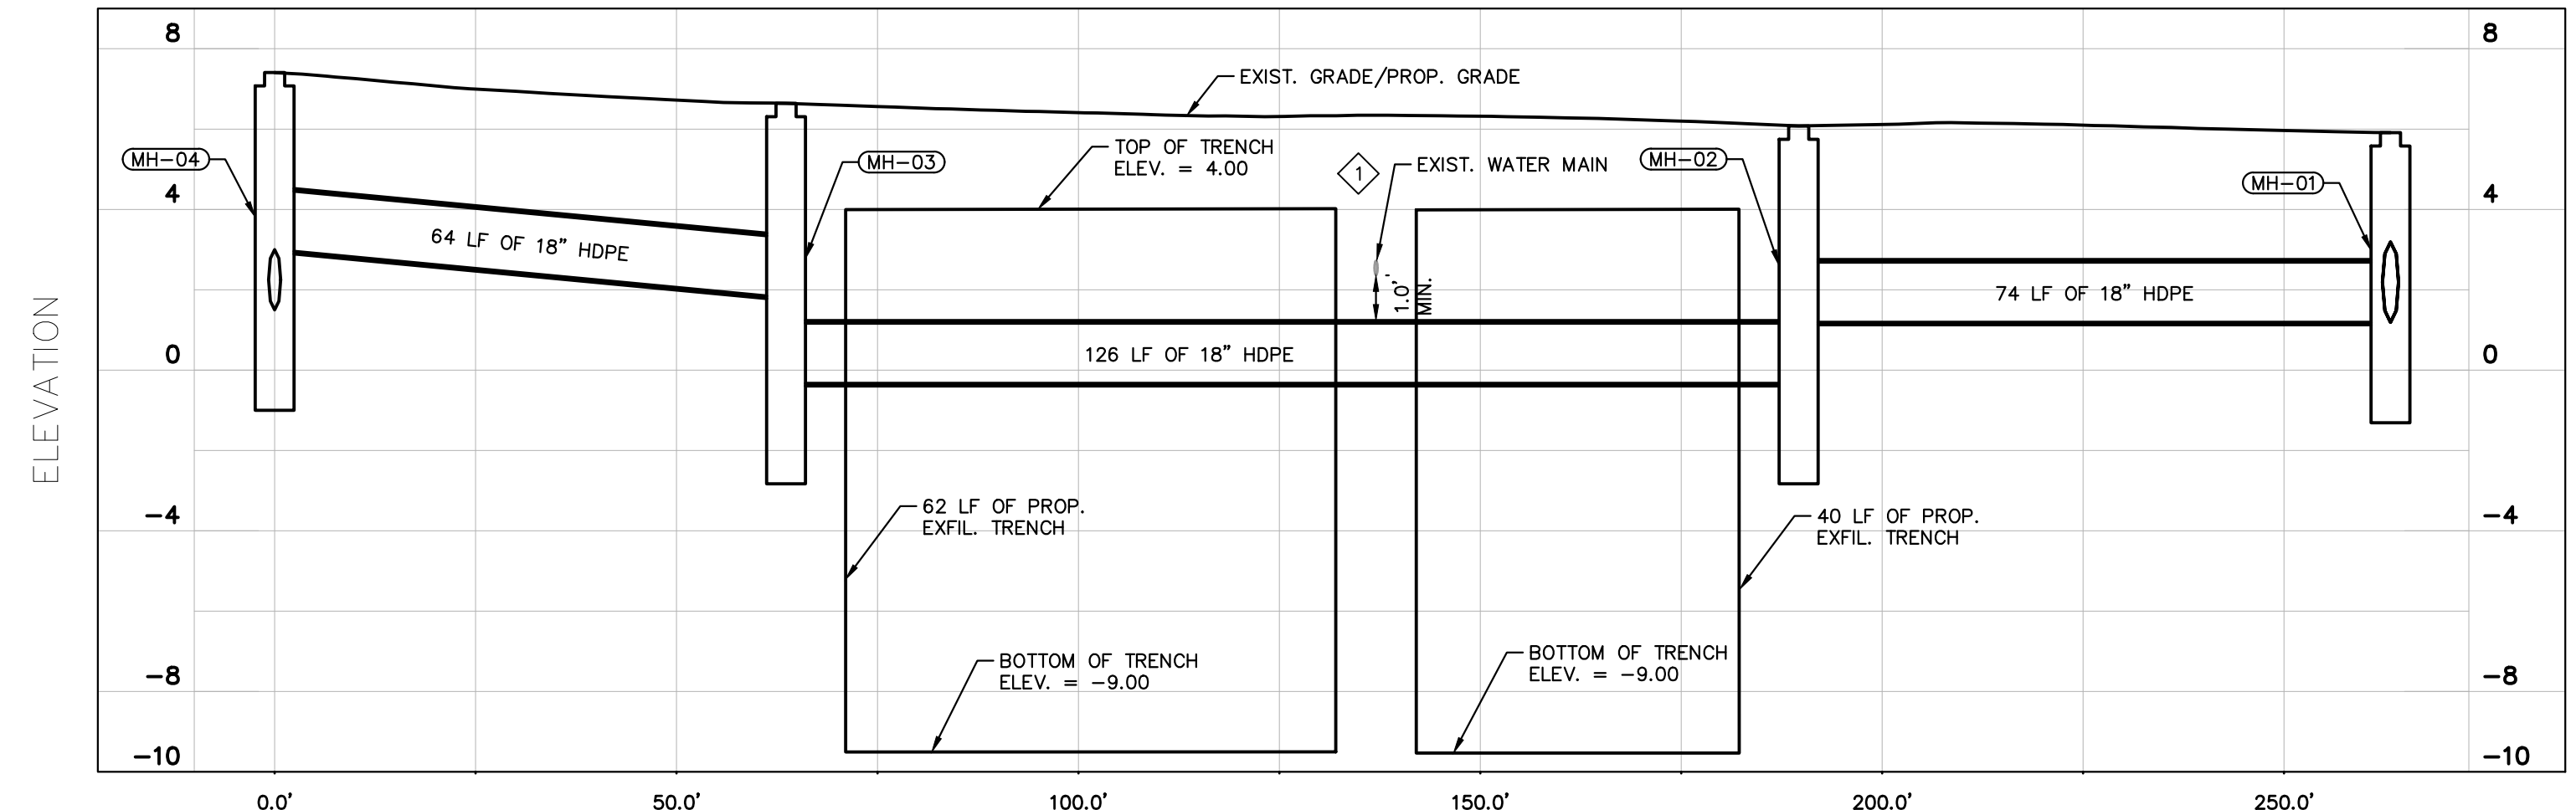 ELEVATION
8
4
0
-4
-8
-10
8
4
0
-4
-8
-10
EXIST. GRADE/PROP. GRADE
MH-04
MH-03
TOP OF TRENCH
ELEV. = 4.00
1
EXIST. WATER MAIN
MH-02
MH-01
64 LF OF 18" HDPE
1.0'
MIN.
74 LF OF 18" HDPE
126 LF OF 18" HDPE
62 LF OF PROP.
EXFIL. TRENCH
40 LF OF PROP.
EXFIL. TRENCH
BOTTOM OF TRENCH
ELEV. = -9.00
BOTTOM OF TRENCH
ELEV. = -9.00
0.0'
50.0'
100.0'
150.0'
200.0'
250.0'